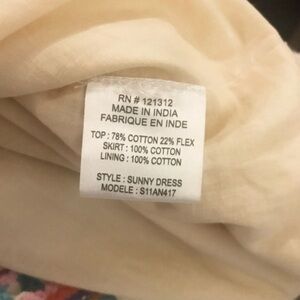 RN # 121312
MADE IN INDIA
FABRIQUE EN INDE
TOP : 78% COTTON 22% FLEX
SKIRT : 100% COTTON
LINING : 100% COTTON
STYLE : SUNNY DRESS
MODELE : S11AN417